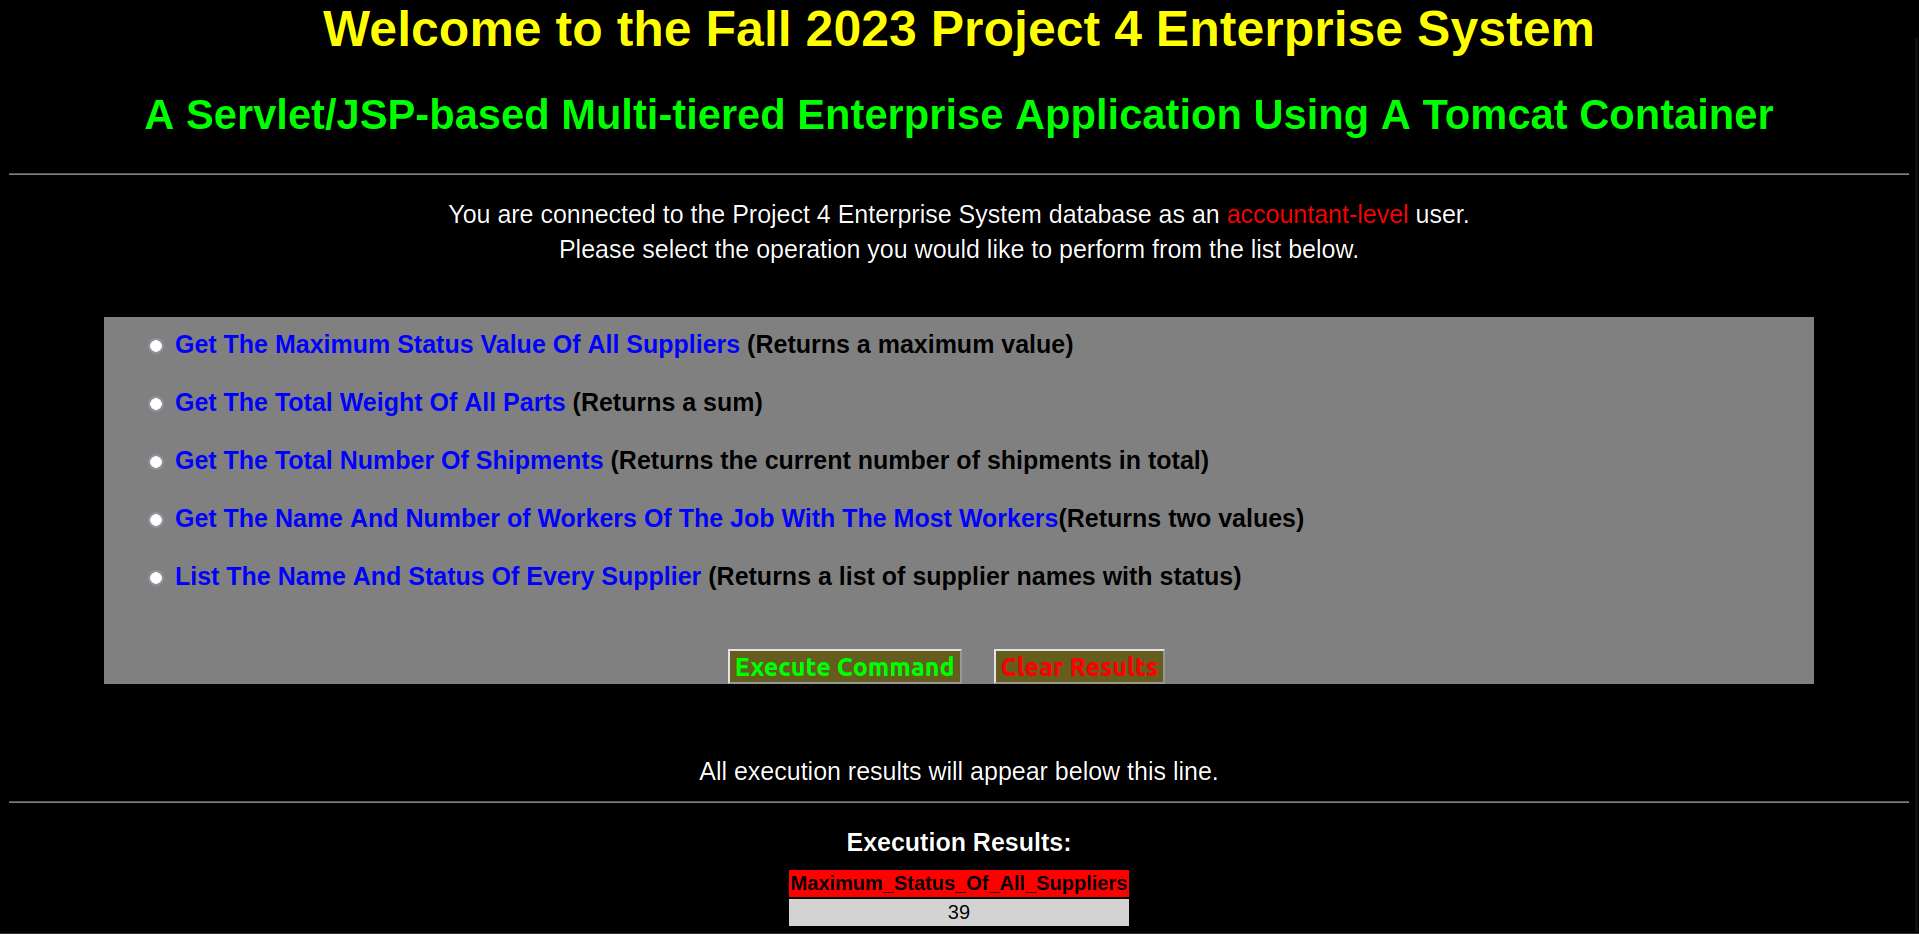 Welcome to the Fall 2023 Project 4 Enterprise System
A Servlet/JSP-based Multi-tiered Enterprise Application Using A Tomcat Container
You are connected to the Project 4 Enterprise System database as an accountant-level user.
Please select the operation you would like to perform from the list below.
Get The Maximum Status Value Of All Suppliers (Returns a maximum value)
Get The Total Weight Of All Parts (Returns a sum)
Get The Total Number Of Shipments (Returns the current number of shipments in total)
Get The Name And Number of Workers Of The Job With The Most Workers(Returns two values)
List The Name And Status Of Every Supplier (Returns a list of supplier names with status)
Execute Command Clear Results
All execution results will appear below this line.
Execution Results:
Maximum_Status_Of_All_Suppliers
39